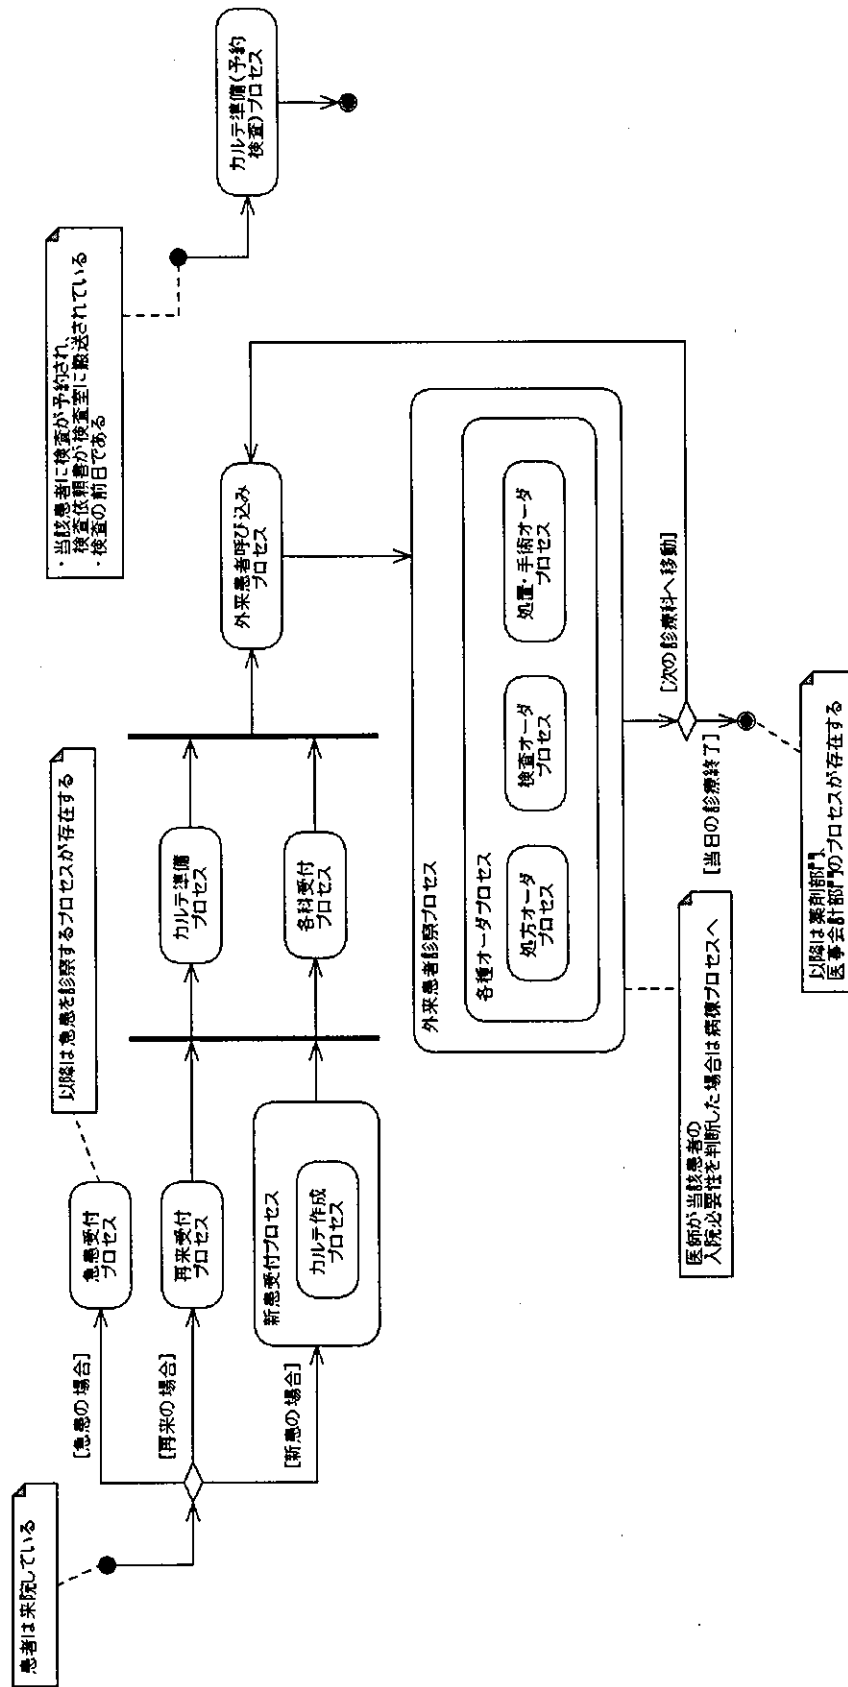 患者は来院している
[急患の場合]
[再来の場合]
[新患の場合]
急患受付
プロセス
再来受付
プロセス
新患受付プロセス
カルテ作成
プロセス
以降は急患を診察するプロセスが存在する
カルテ準備
プロセス
各科受付
プロセス
外来患者呼び込み
プロセス
・当該患者に検査が予約され、
検査依頼書が検査室に搬送されている
・検査の前日である
カルテ準備(予約
検査)プロセス
外来患者診察プロセス
各種オーダプロセス
処方オーダ
プロセス
検査オーダ
プロセス
処置・手術オーダ
プロセス
医師が当該患者の
入院必要性を判断した場合は病棟プロセスへ
[次の診療科へ移動]
[当日の診療終了]
以降は薬剤部門、
医事会計部門のプロセスが存在する